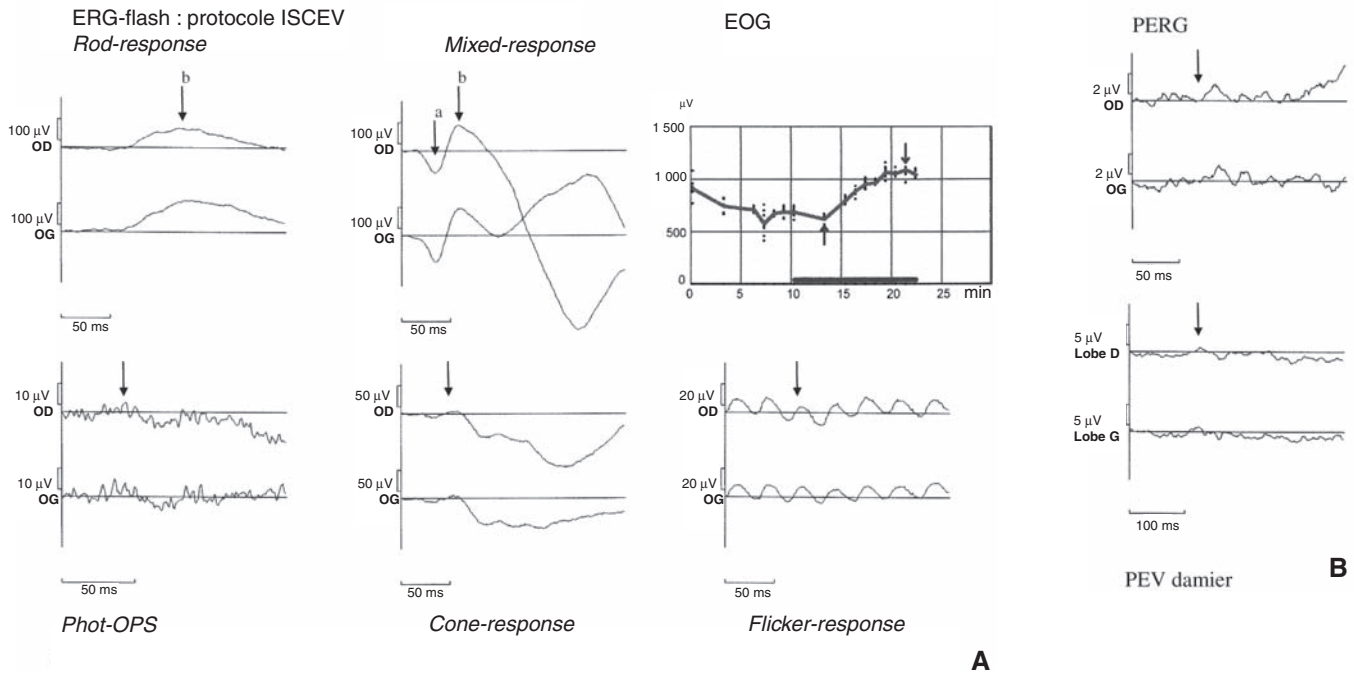 ERG-flash : protocole ISCEV
Rod-response
Mixed-response
EOG
b
100 µV
OD
100 µV
OG
50 ms
a
b
100 µV
OD
100 µV
OG
50 ms
µV
1 500
1 000
500
0
0 5 10 15 20 25 min
10 µV
OD
10 µV
OG
50 ms
Phot-OPS
50 µV
OD
50 µV
OG
50 ms
Cone-response
20 µV
OD
20 µV
OG
50 ms
Flicker-response
A
PERG
2 µV
OD
2 µV
OG
50 ms
5 µV
Lobe D
5 µV
Lobe G
100 ms
B
PEV damier